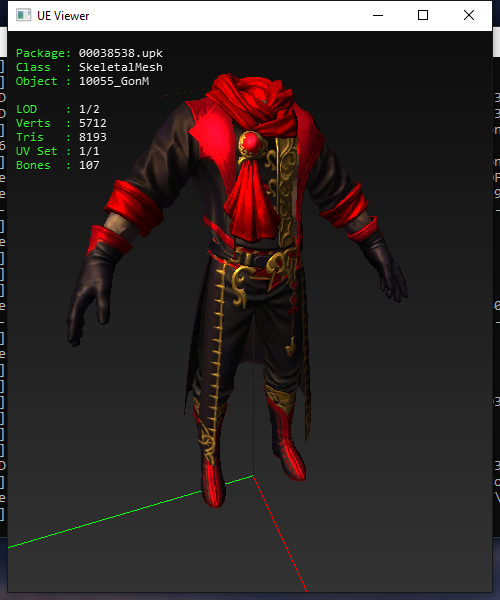 UE Viewer
Package: 00038538.upk
Class  : SkeletalMesh
Object : 10055_GonM
LOD    : 1/2
Verts  : 5712
Tris   : 8193
UV Set : 1/1
Bones  : 107